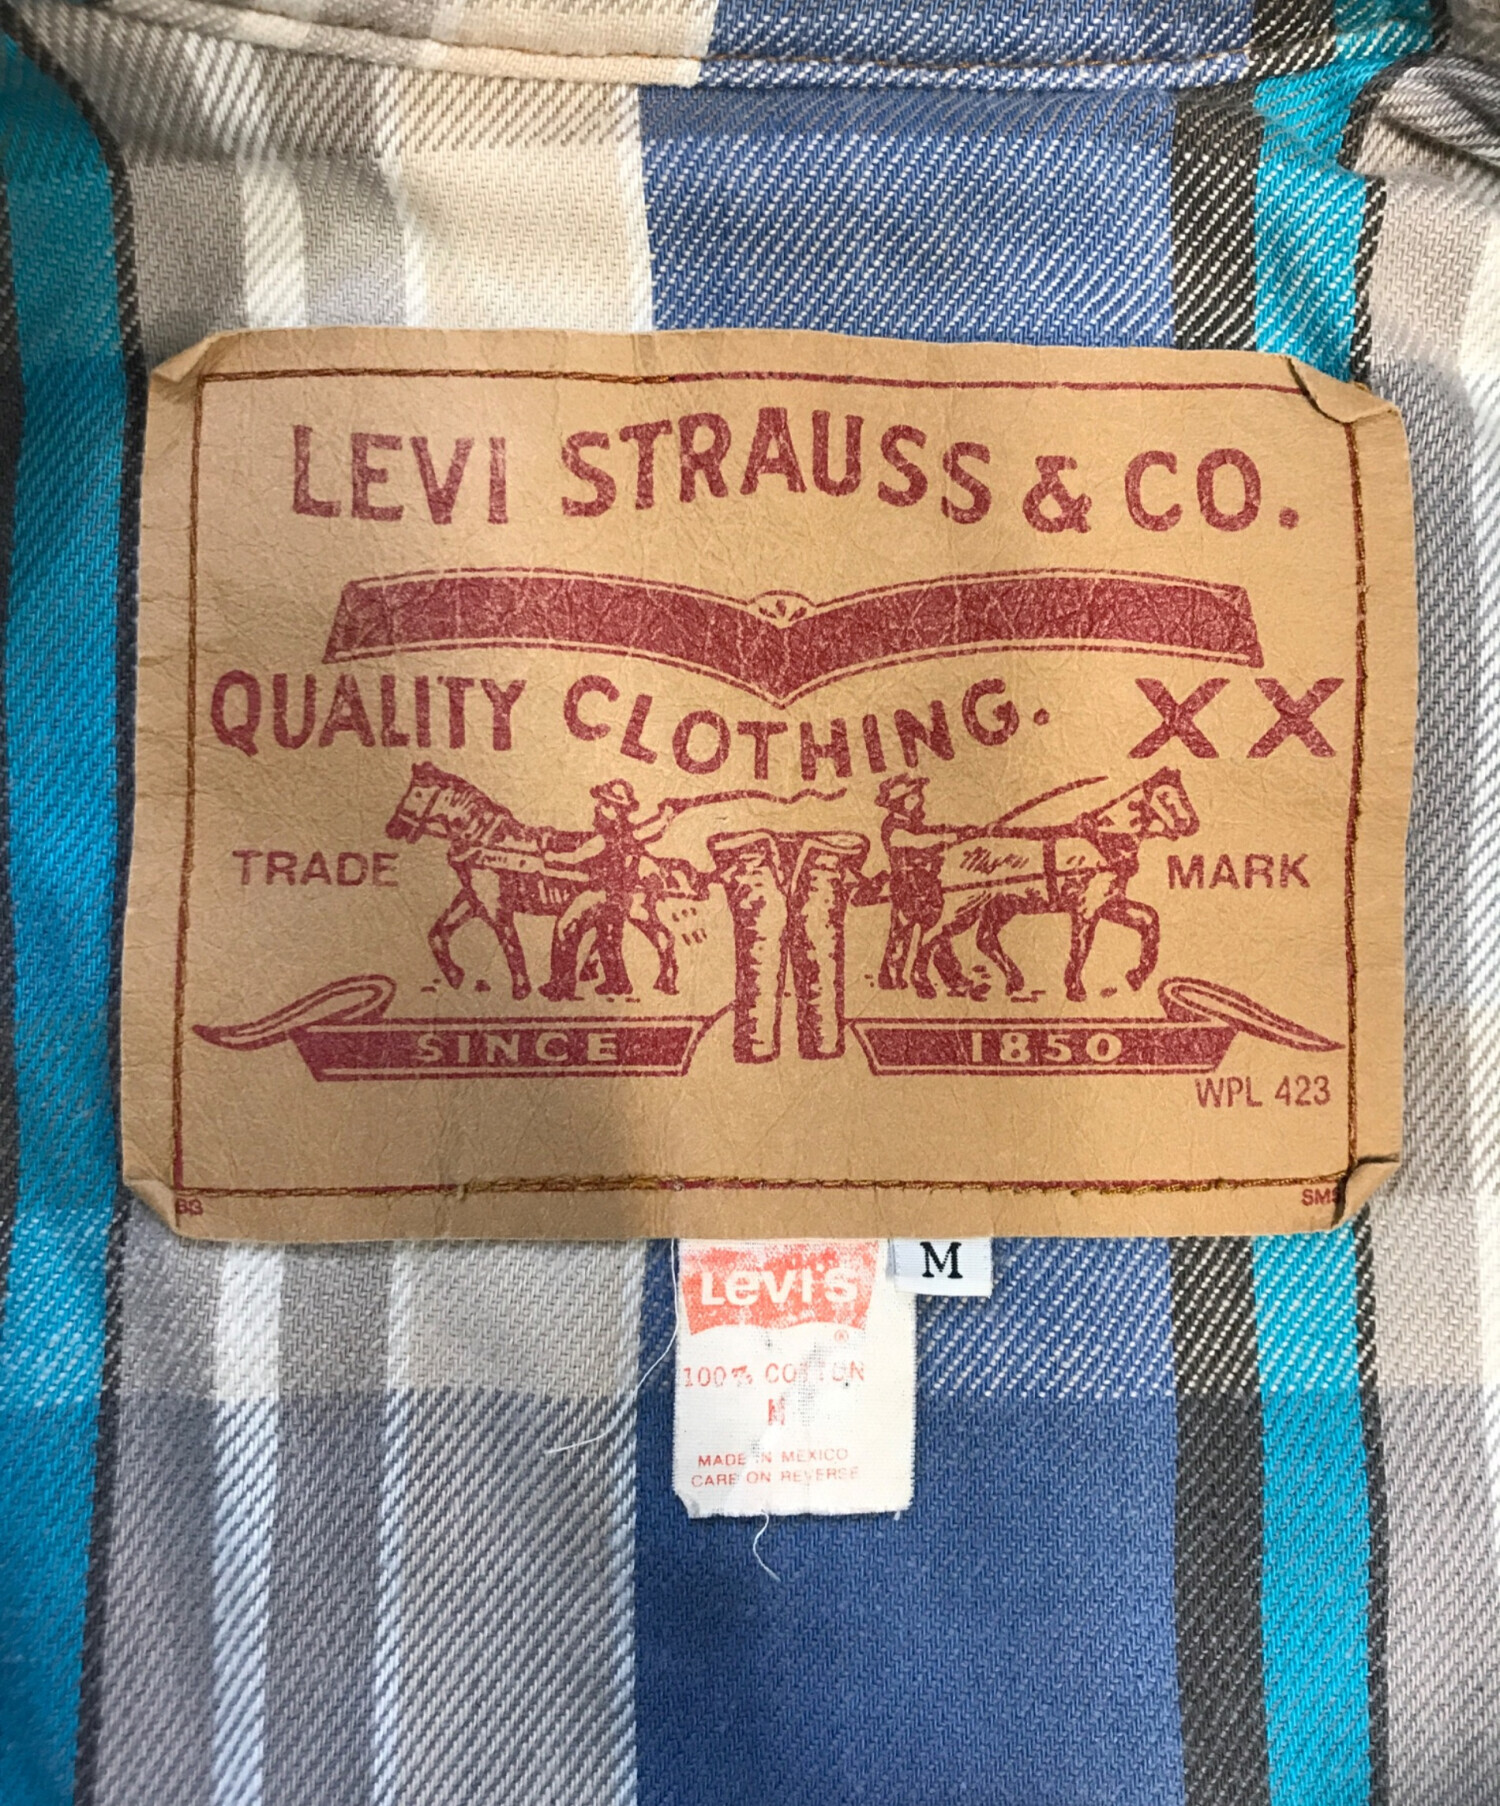 LEVI STRAUSS & CO.
QUALITY CLOTHING. XX
TRADE MARK
SINCE 1850
WPL 423
M
Levi's
®
100% COTTON
M
MADE IN MEXICO
CARE ON REVERSE